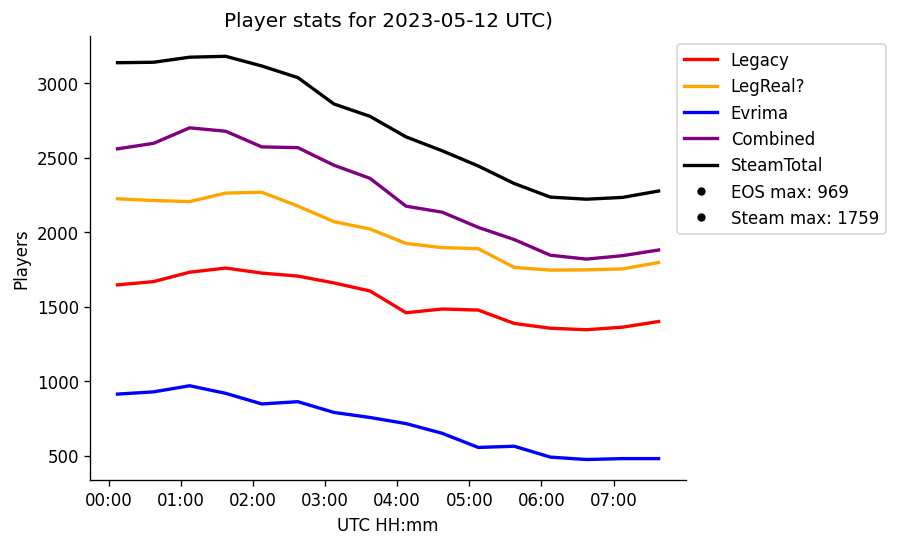 Player stats for 2023-05-12 UTC)
Legacy
LegReal?
Evrima
Combined
SteamTotal
EOS max: 969
Steam max: 1759
Players
3000
2500
2000
1500
1000
500
00:00 01:00 02:00 03:00 04:00 05:00 06:00 07:00
UTC HH:mm